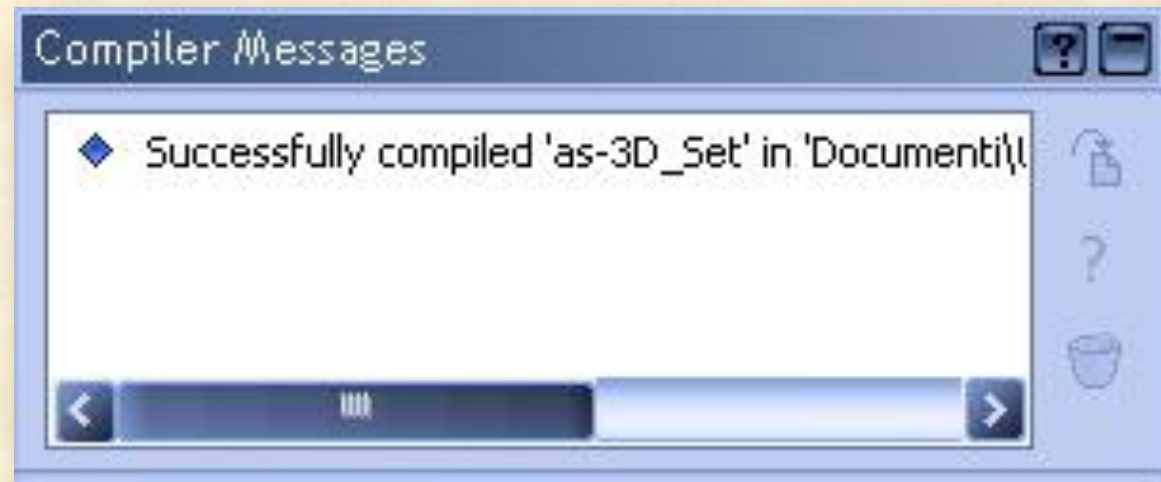 Compiler Messages
Successfully compiled 'as-3D_Set' in 'Documenti\